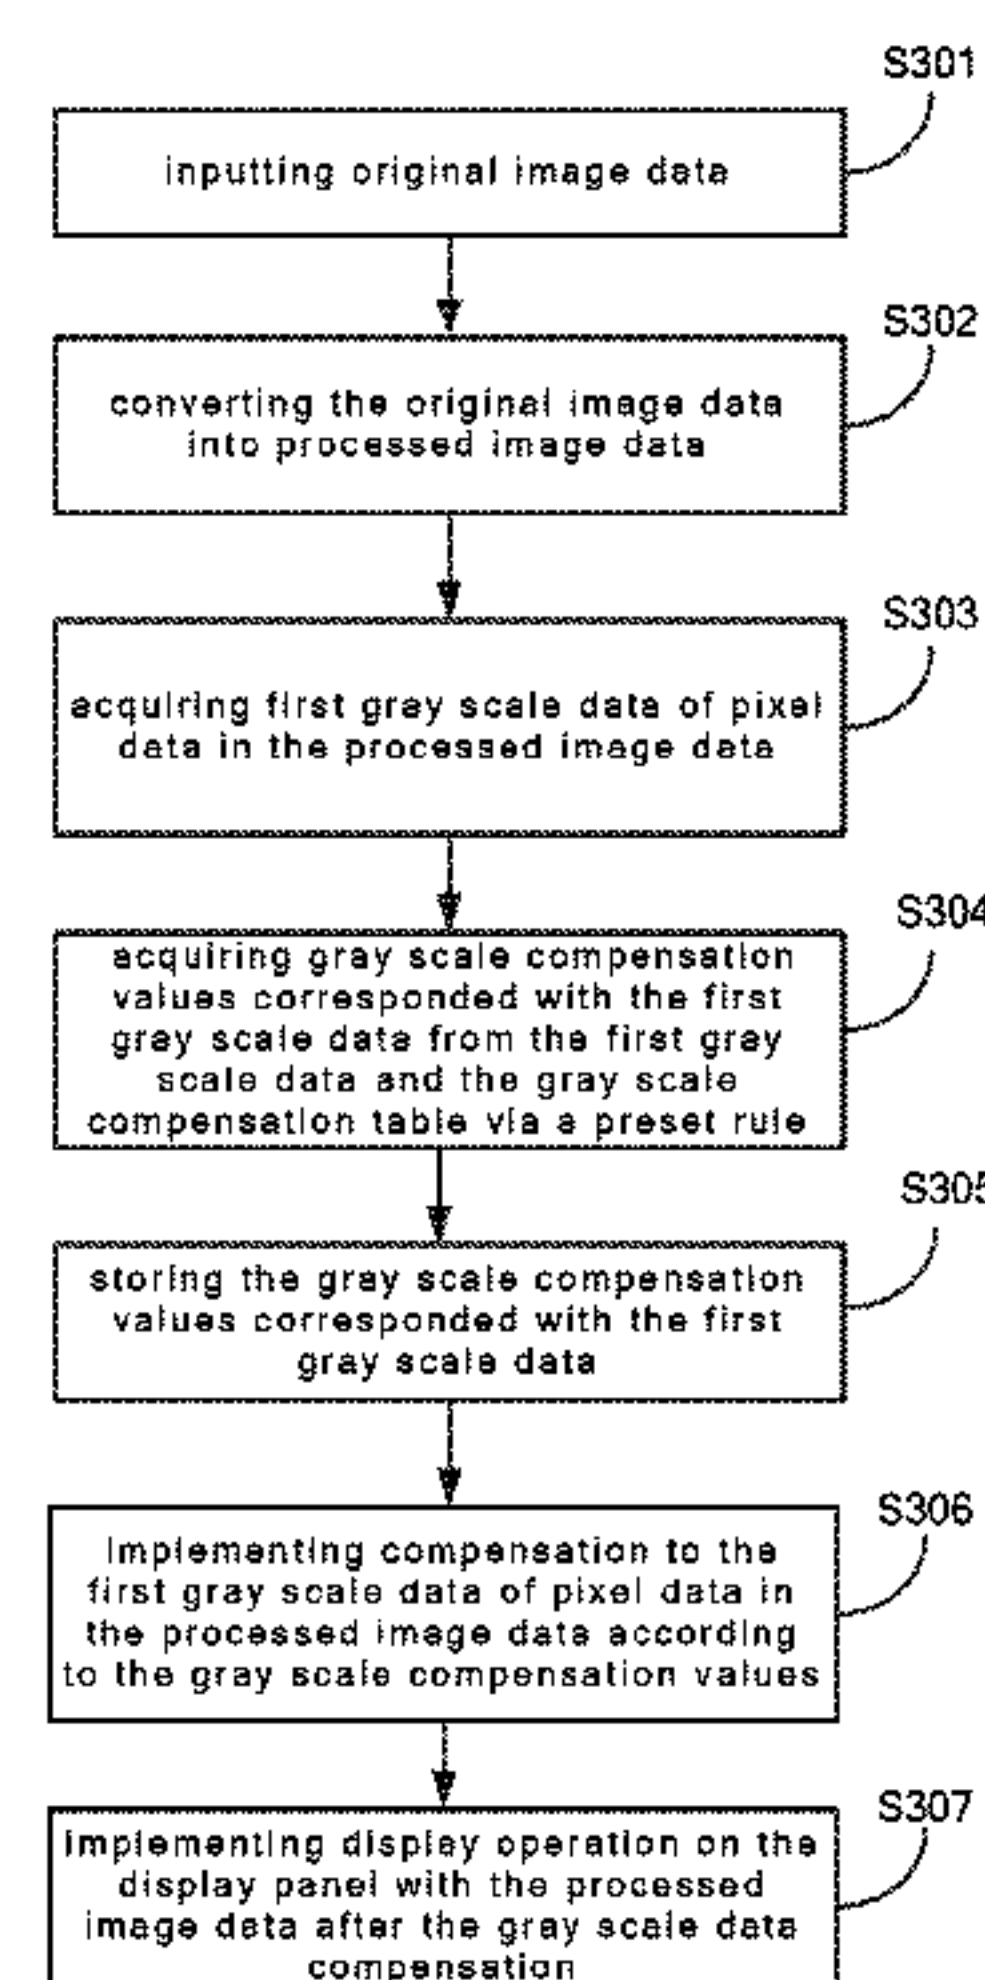 S301
inputting original image data
S302
converting the original image data
into processed image data
S303
acquiring first gray scale data of pixel
data in the processed image data
S304
acquiring gray scale compensation
values corresponded with the first
gray scale data from the first gray
scale data and the gray scale
compensation table via a preset rule
S305
storing the gray scale compensation
values corresponded with the first
gray scale data
S306
implementing compensation to the
first gray scale data of pixel data in
the processed image data according
to the gray scale compensation values
S307
implementing display operation on the
display panel with the processed
image data after the gray scale data
compensation